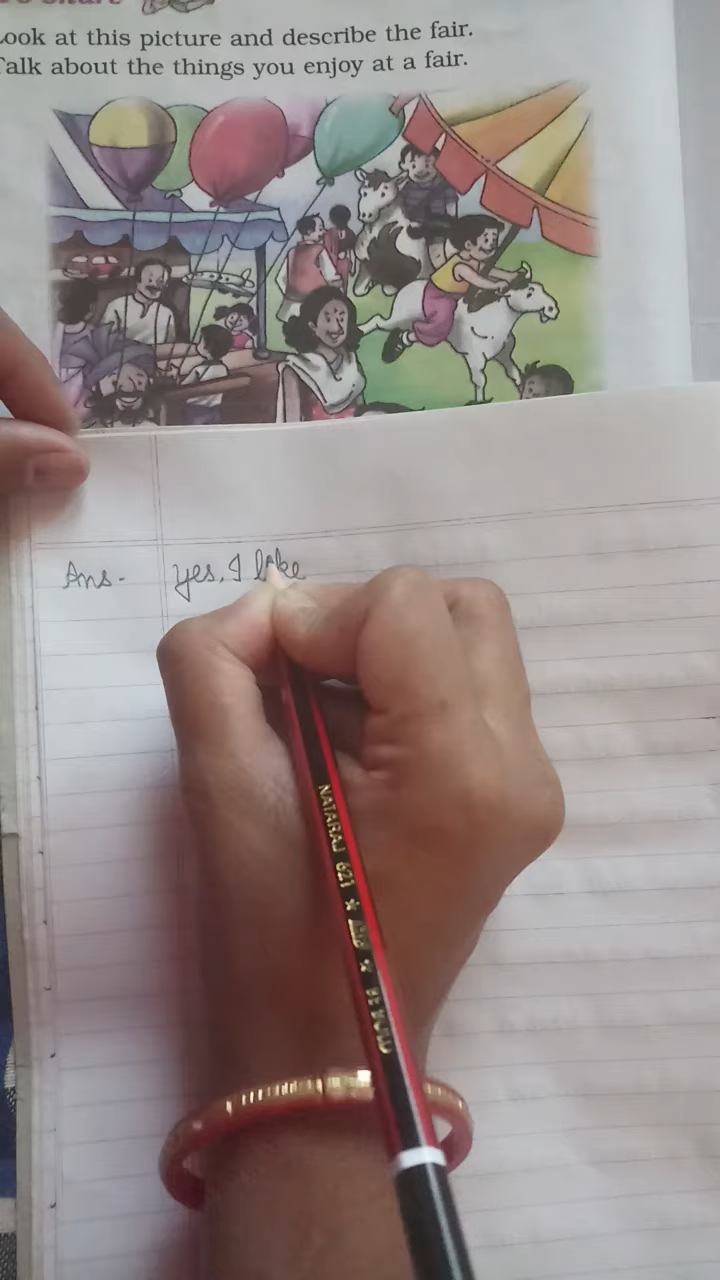 Look at this picture and describe the fair.
Talk about the things you enjoy at a fair.
Ans- yes, I like
NATARAJ 621